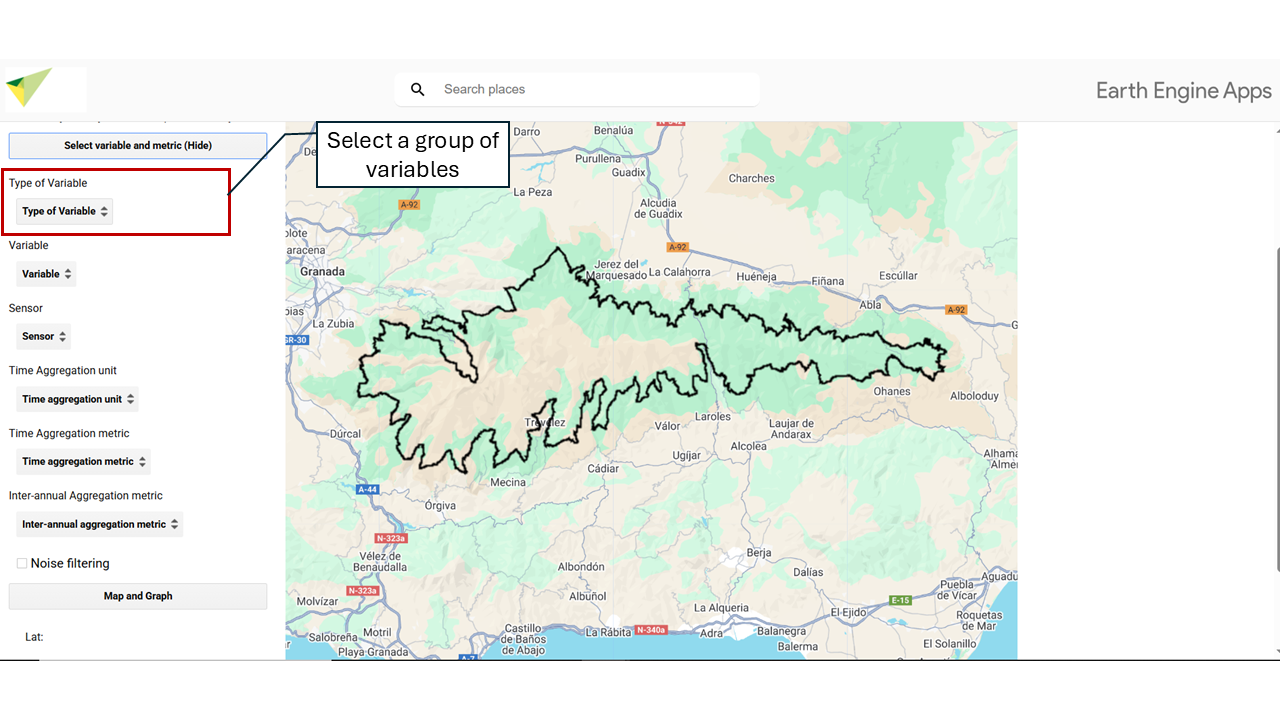 Search places
Earth Engine Apps
Select variable and metric (Hide)
Select a group of
variables
Type of Variable
Type of Variable
Variable
Variable
Sensor
Sensor
Time Aggregation unit
Time aggregation unit
Time Aggregation metric
Time aggregation metric
Inter-annual Aggregation metric
Inter-annual aggregation metric
Noise filtering
Map and Graph
Lat:
Darro
Benalúa
Purullena
Guadix
La Peza
Charches
A-92
Alcudia
de Guadix
A-92
Granada
Jerez del
Marquesado
La Calahorra
Huéneja
Fiñana
Escúllar
Abla
A-92
La Zubia
GR-30
Ohanes
Alboloduy
Trevélez
Laroles
Válor
Laujar de
Andarax
Dúrcal
Alcolea
Ugíjar
Cádiar
Mecina
A-44
Órgiva
N-323a
Vélez de
Benaudalla
Albondón
Berja
Dalías
N-323a
Albuñol
Molvízar
La Alqueria
El-Ejido
E-15
Puebla
de Vícar
Roquetas
de Mar
Salobreña
Motril
Castillo
de Baños
de Abajo
La Rábita
N-340a
Adra
Balanegra
Balerma
El Solanillo
Playa-Granada
A-7